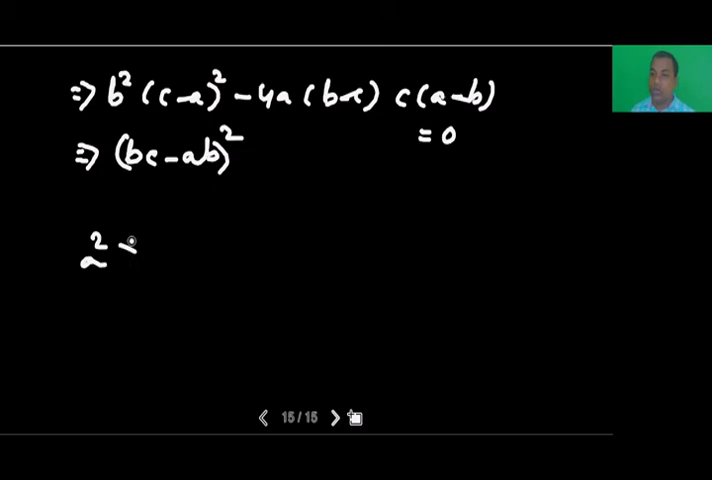 ⇒ b² (c-a)² - 4a (b-c) c(a-b)
= 0
⇒ (bc-ab)²
a² -
15 / 15